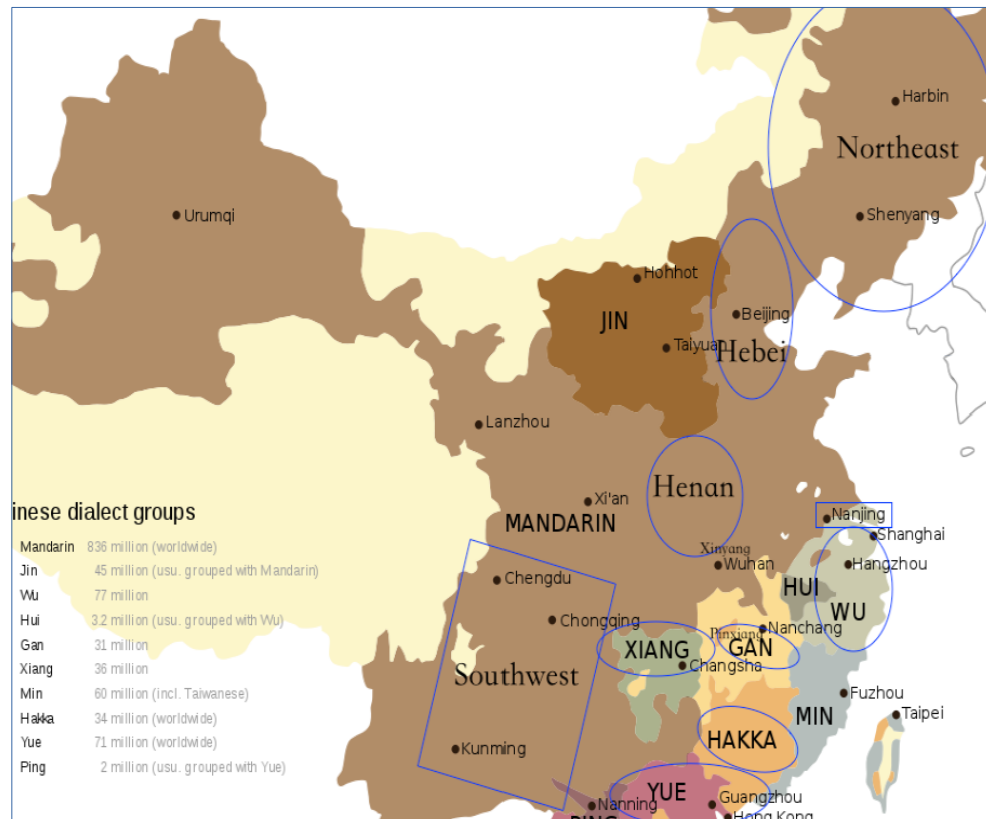 Harbin
Northeast
Urumqi
Shenyang
Hohhot
JIN
Beijing
Taiyuan
Hebei
Lanzhou
Henan
Xi'an
MANDARIN
Nanjing
Shanghai
Xinyang
Wuhan
Hangzhou
HUI
WU
Chengdu
Chongqing
Pinxiang
Nanchang
XIANG
GAN
Changsha
Southwest
Fuzhou
MIN
Taipei
HAKKA
Kunming
YUE
Nanning
Guangzhou
Hong Kong
PING
inese dialect groups
Mandarin 836 million (worldwide)
Jin 45 million (usu. grouped with Mandarin)
Wu 77 million
Hui 3.2 million (usu. grouped with Wu)
Gan 31 million
Xiang 36 million
Min 60 million (incl. Taiwanese)
Hakka 34 million (worldwide)
Yue 71 million (worldwide)
Ping 2 million (usu. grouped with Yue)